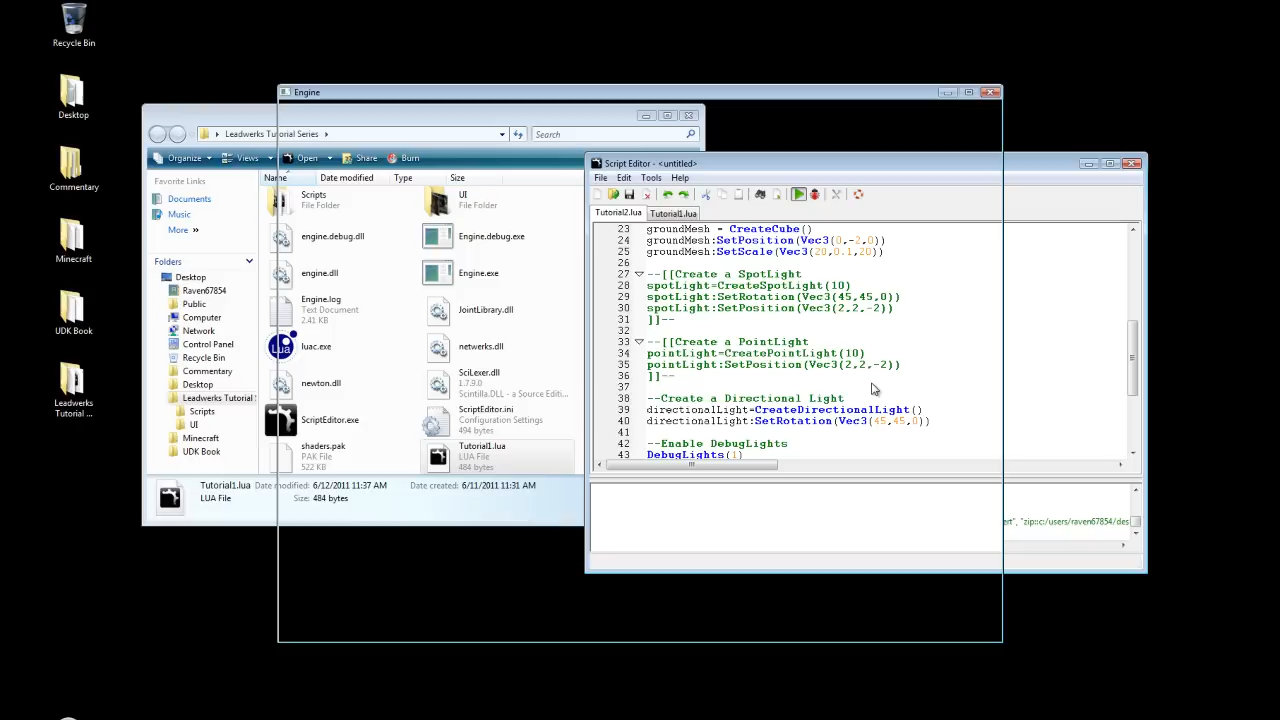 Recycle Bin
Desktop
Commentary
Minecraft
UDK Book
Leadwerks
Tutorial ...
Engine
Leadwerks Tutorial Series
Search
Organize
Views
Open
Share
Burn
Favorite Links
Documents
Music
More »
Folders
Desktop
Raven67854
Public
Computer
Network
Control Panel
Recycle Bin
Commentary
Desktop
Leadwerks Tutorial
Scripts
UI
Minecraft
UDK Book
Name Date modified Type Size
Scripts
File Folder
UI
File Folder
engine.debug.dll
engine.debug.exe
engine.dll
Engine.exe
Engine.log
Text Document
2.41 KB
JointLibrary.dll
Lua
luac.exe
netwerks.dll
newton.dll
SciLexer.dll
1.7.9.0
Scintilla.DLL - a Source Edi...
ScriptEditor.exe
ScriptEditor.ini
Configuration Settings
494 bytes
shaders.pak
PAK File
522 KB
Tutorial1.lua
LUA File
484 bytes
Tutorial1.lua Date modified: 6/12/2011 11:37 AM Date created: 6/11/2011 11:31 AM
LUA File Size: 484 bytes
Script Editor - <untitled>
File Edit Tools Help
Tutorial2.lua Tutorial1.lua
23 groundMesh = CreateCube()
24 groundMesh:SetPosition(Vec3(0,-2,0))
25 groundMesh:SetScale(Vec3(20,0.1,20))
26
27 --[[Create a SpotLight
28 spotLight=CreateSpotLight(10)
29 spotLight:SetRotation(Vec3(45,45,0))
30 spotLight:SetPosition(Vec3(2,2,-2))
31 ]]--
32
33 --[[Create a PointLight
34 pointLight=CreatePointLight(10)
35 pointLight:SetPosition(Vec3(2,2,-2))
36 ]]--
37
38 --Create a Directional Light
39 directionalLight=CreateDirectionalLight()
40 directionalLight:SetRotation(Vec3(45,45,0))
41
42 --Enable DebugLights
43 DebugLights(1)
ert", "zip::c:/users/raven67854/des